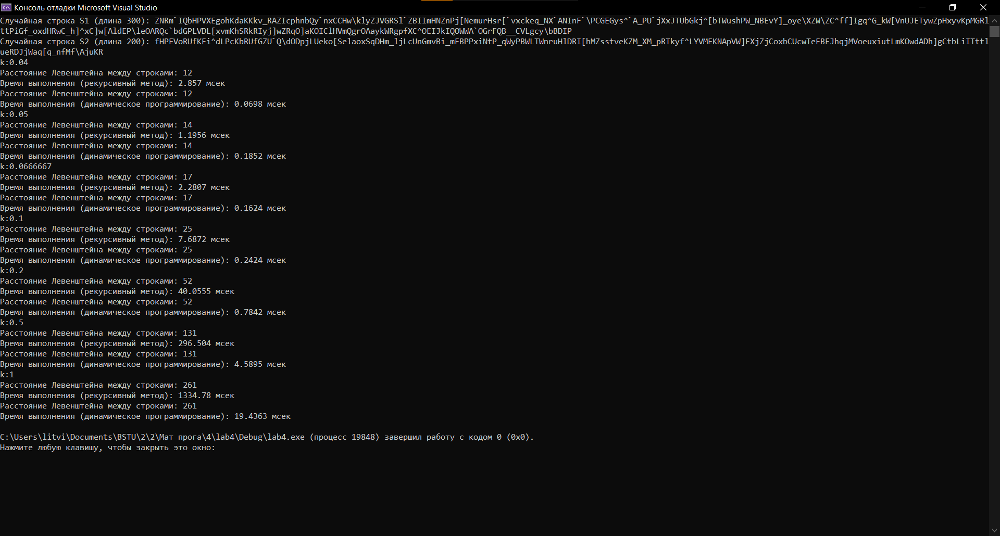 Консоль отладки Microsoft Visual Studio
Случайная строка S1 (длина 300): ZNRm`IQbHPVXEgohKdaKKkv_RAZIcphnbQy`nxCCHw\klyZJVGRSl`ZBIImHNZnPj[NemurHsr[`vxckeq_NX`ANInF`\PCGEGys^`A_PU`jXxJTUbGkj^[bTWushPW_NBEvY]_oye\XZW\ZC^ff]Igq^G_kW[VnUJETywZpHxyvKpMGRl
ttPiGf_oxdHRwC_h]^xC]w[AldEP\leOARQc`bdGPLVDL[xvmKhSRkRIyj]wZRqO]aKOIClHVmQgrOAaykWRgpfXC^OEIJkIQOWWA`OGrFQB__CVLgcy\bBDIP
Случайная строка S2 (длина 200): fHPEVoRUfKFi^dLPcKbRUfGZU`Q\dODpjLUeko[SelaoxSqDHm_ljLcUnGmvBi_mFBPPxiNtP_qWyPBWLTWnruHlDRI[hMZsstveKZM_XM_pRTkyf^LYVMEKNApVW]FXjZjCoxbCUcwTeFBEJhqjMVoeuxiutLmKOwdADh]gCtbLiITttl
ueRDJjWaq[q_nfMf\AjuKR
k:0.04
Расстояние Левенштейна между строками: 12
Время выполнения (рекурсивный метод): 2.857 мсек
Расстояние Левенштейна между строками: 12
Время выполнения (динамическое программирование): 0.0698 мсек
k:0.05
Расстояние Левенштейна между строками: 14
Время выполнения (рекурсивный метод): 1.1956 мсек
Расстояние Левенштейна между строками: 14
Время выполнения (динамическое программирование): 0.1852 мсек
k:0.0666667
Расстояние Левенштейна между строками: 17
Время выполнения (рекурсивный метод): 2.2807 мсек
Расстояние Левенштейна между строками: 17
Время выполнения (динамическое программирование): 0.1624 мсек
k:0.1
Расстояние Левенштейна между строками: 25
Время выполнения (рекурсивный метод): 7.6872 мсек
Расстояние Левенштейна между строками: 25
Время выполнения (динамическое программирование): 0.2424 мсек
k:0.2
Расстояние Левенштейна между строками: 52
Время выполнения (рекурсивный метод): 40.0555 мсек
Расстояние Левенштейна между строками: 52
Время выполнения (динамическое программирование): 0.7842 мсек
k:0.5
Расстояние Левенштейна между строками: 131
Время выполнения (рекурсивный метод): 296.504 мсек
Расстояние Левенштейна между строками: 131
Время выполнения (динамическое программирование): 4.5895 мсек
k:1
Расстояние Левенштейна между строками: 261
Время выполнения (рекурсивный метод): 1334.78 мсек
Расстояние Левенштейна между строками: 261
Время выполнения (динамическое программирование): 19.4363 мсек
C:\Users\litvi\Documents\BSTU\2\2\Мат прога\4\lab4\Debug\lab4.exe (процесс 19848) завершил работу с кодом 0 (0x0).
Нажмите любую клавишу, чтобы закрыть это окно: